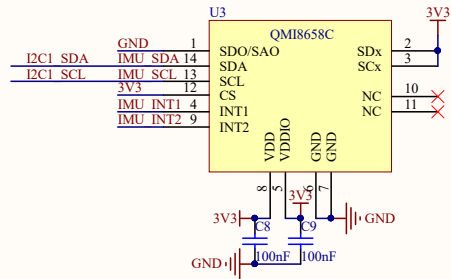 U3
3V3
QMI8658C
GND 1 SDO/SAO SDx 2
I2C1_SDA IMU_SDA 14 SDA SCx 3
I2C1_SCL IMU_SCL 13 SCL
3V3 12 CS NC 10
IMU_INT1 4 INT1 NC 11
IMU_INT2 9 INT2
VDD VDDIO GND GND
8 5 6 7
3V3 3V3 GND
C8 C9
GND 100nF 100nF